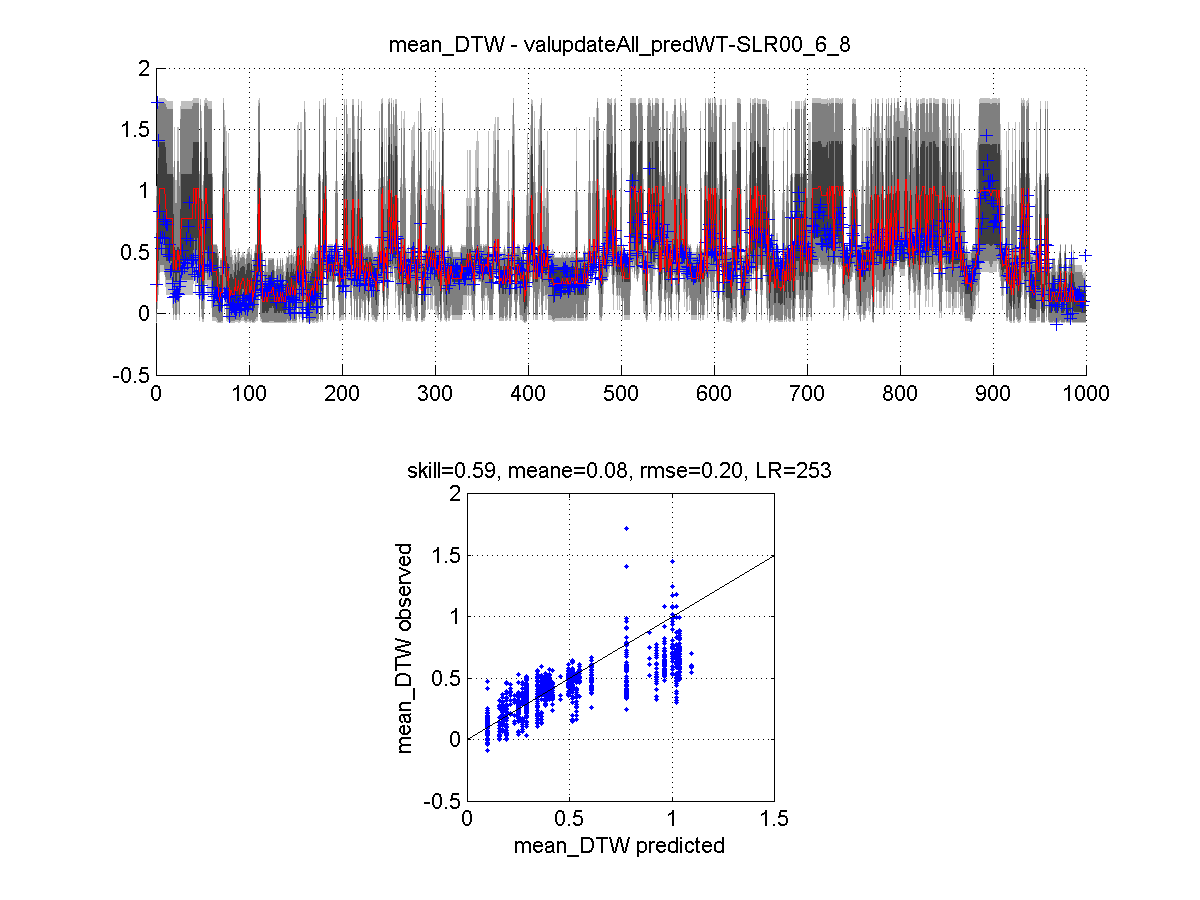 mean_DTW - valupdateAll_predWT-SLR00_6_8
2
1.5
1
0.5
0
-0.5
0 100 200 300 400 500 600 700 800 900 1000
skill=0.59, meane=0.08, rmse=0.20, LR=253
mean_DTW observed
2
1.5
1
0.5
0
-0.5
0 0.5 1 1.5
mean_DTW predicted